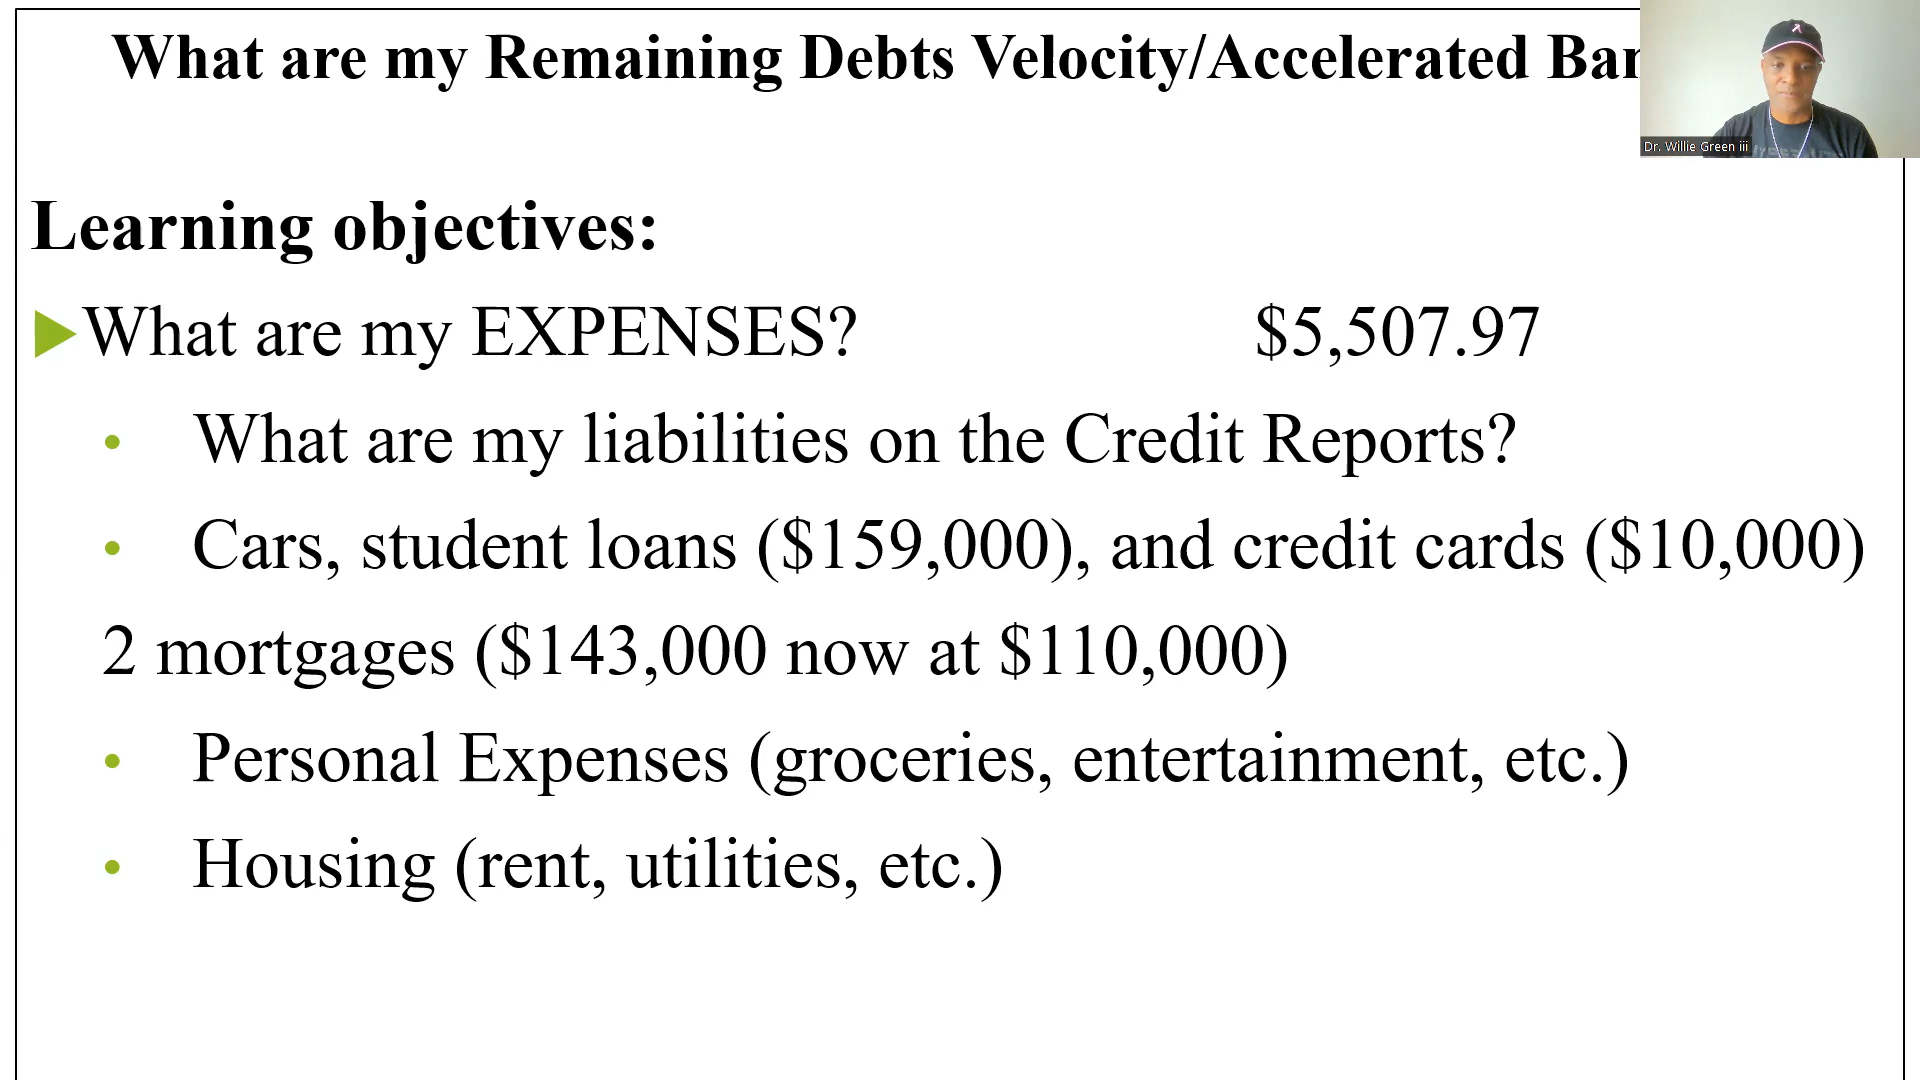 What are my Remaining Debts Velocity/Accelerated
Dr. Willie Green iii
Learning objectives:
What are my EXPENSES? $5,507.97
• What are my liabilities on the Credit Reports?
• Cars, student loans ($159,000), and credit cards ($10,000)
2 mortgages ($143,000 now at $110,000)
• Personal Expenses (groceries, entertainment, etc.)
• Housing (rent, utilities, etc.)